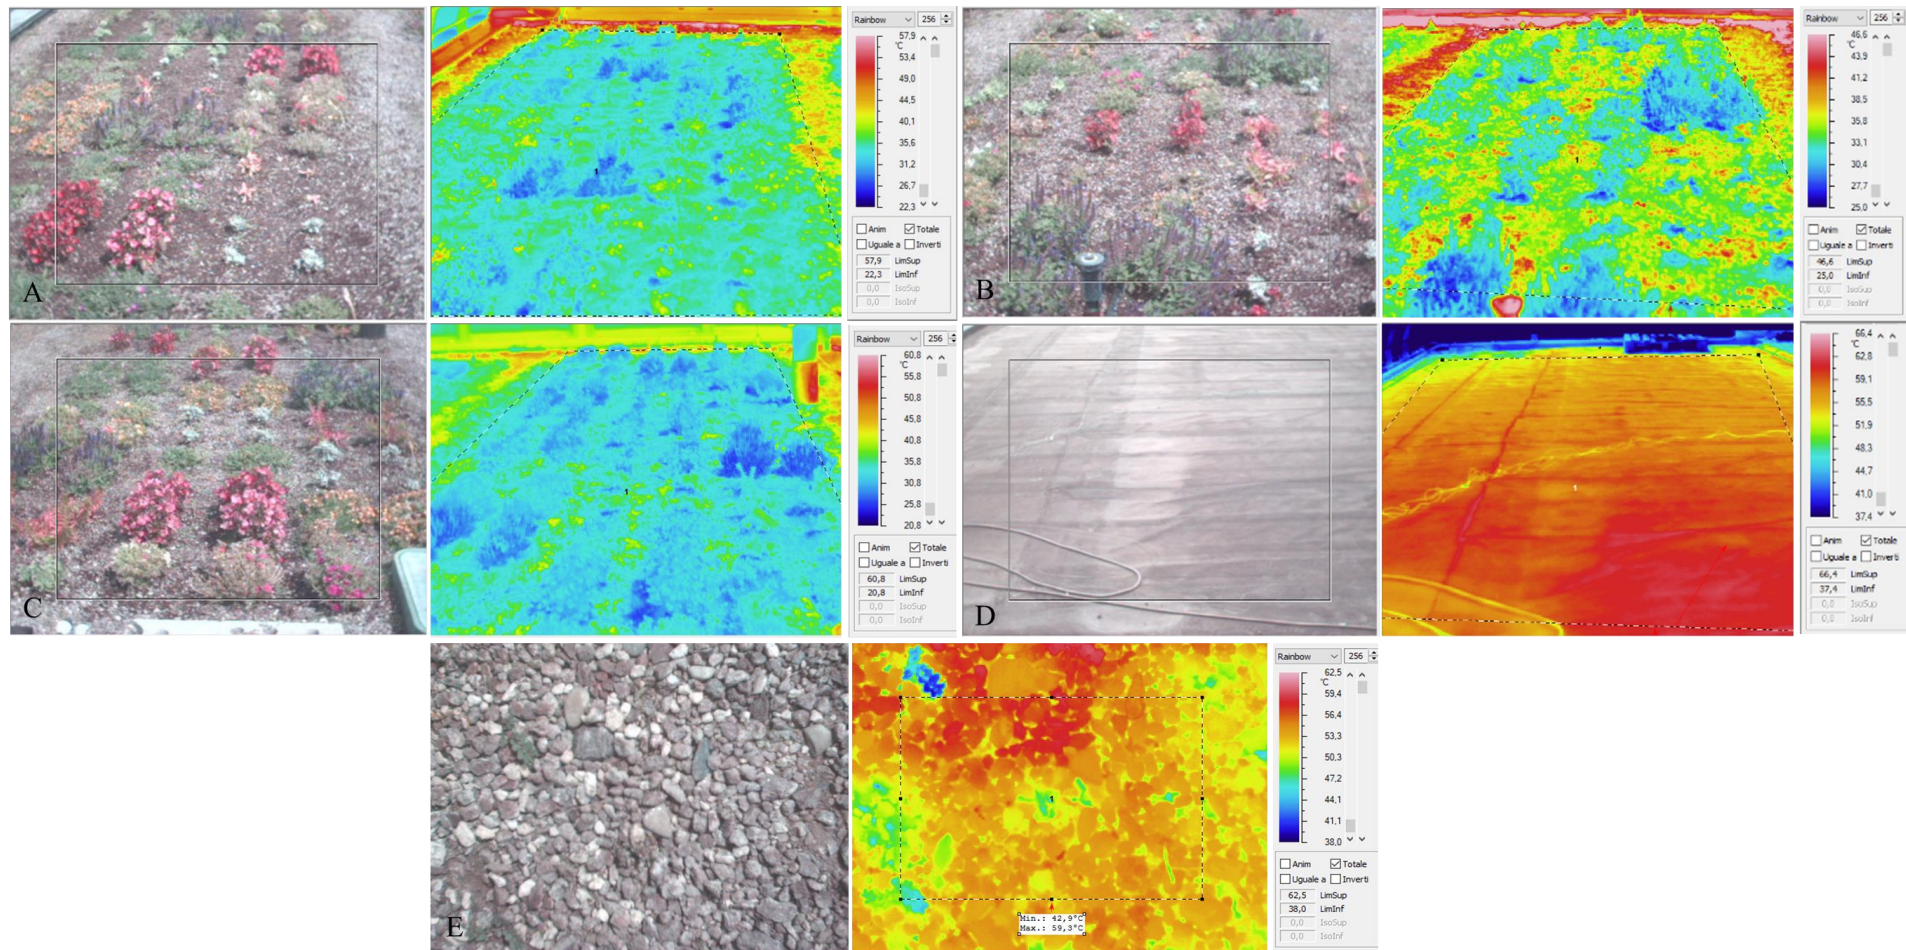 Rainbow 256
57,9
°C
53,4
49,0
44,5
40,1
35,6
31,2
26,7
22,3
Anim Totale
Uguale a Inverti
57,9 LimSup
22,3 LimInf
0,0 IsoSup
0,0 IsoInf
1
A
Rainbow 256
46,6
°C
43,9
41,2
38,5
35,8
33,1
30,4
27,7
25,0
Anim Totale
Uguale a Inverti
46,6 LimSup
25,0 LimInf
0,0 IsoSup
0,0 IsoInf
1
B
Rainbow 256
60,8
°C
55,8
50,8
45,8
40,8
35,8
30,8
25,8
20,8
Anim Totale
Uguale a Inverti
60,8 LimSup
20,8 LimInf
0,0 IsoSup
0,0 IsoInf
1
C
66,4
°C
62,8
59,1
55,5
51,9
48,3
44,7
41,0
37,4
Anim Totale
Uguale a Inverti
66,4 LimSup
37,4 LimInf
0,0 IsoSup
0,0 IsoInf
1
D
Rainbow 256
62,5
°C
59,4
56,4
53,3
50,3
47,2
44,1
41,1
38,0
Anim Totale
Uguale a Inverti
62,5 LimSup
38,0 LimInf
0,0 IsoSup
0,0 IsoInf
1
Min.: 42,9°C
Max.: 59,3°C
E